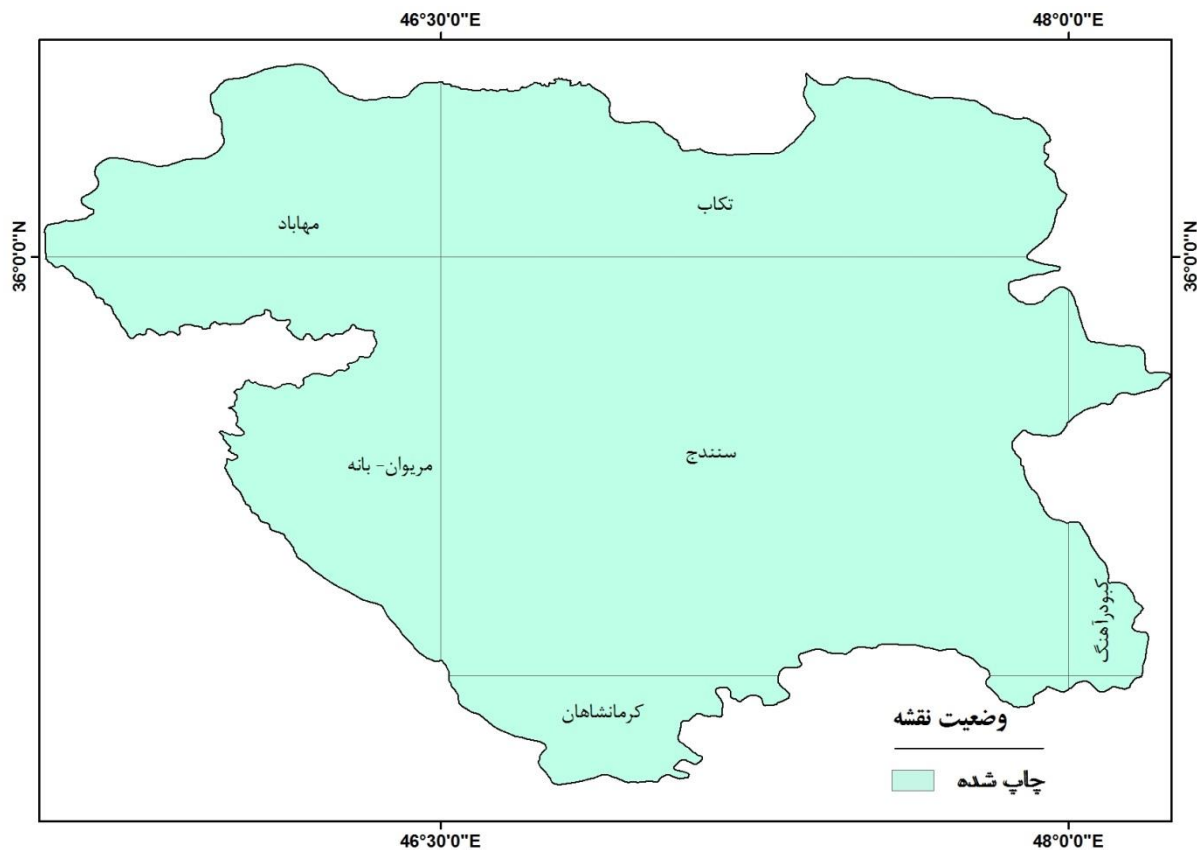 46°30'0"E
48°0'0"E
تکاب
مهاباد
36°0'0"N
36°0'0"N
سنندج
مریوان- بانه
کبودرآهنگ
کرمانشاهان
وضعیت نقشه
چاپ شده
46°30'0"E
48°0'0"E